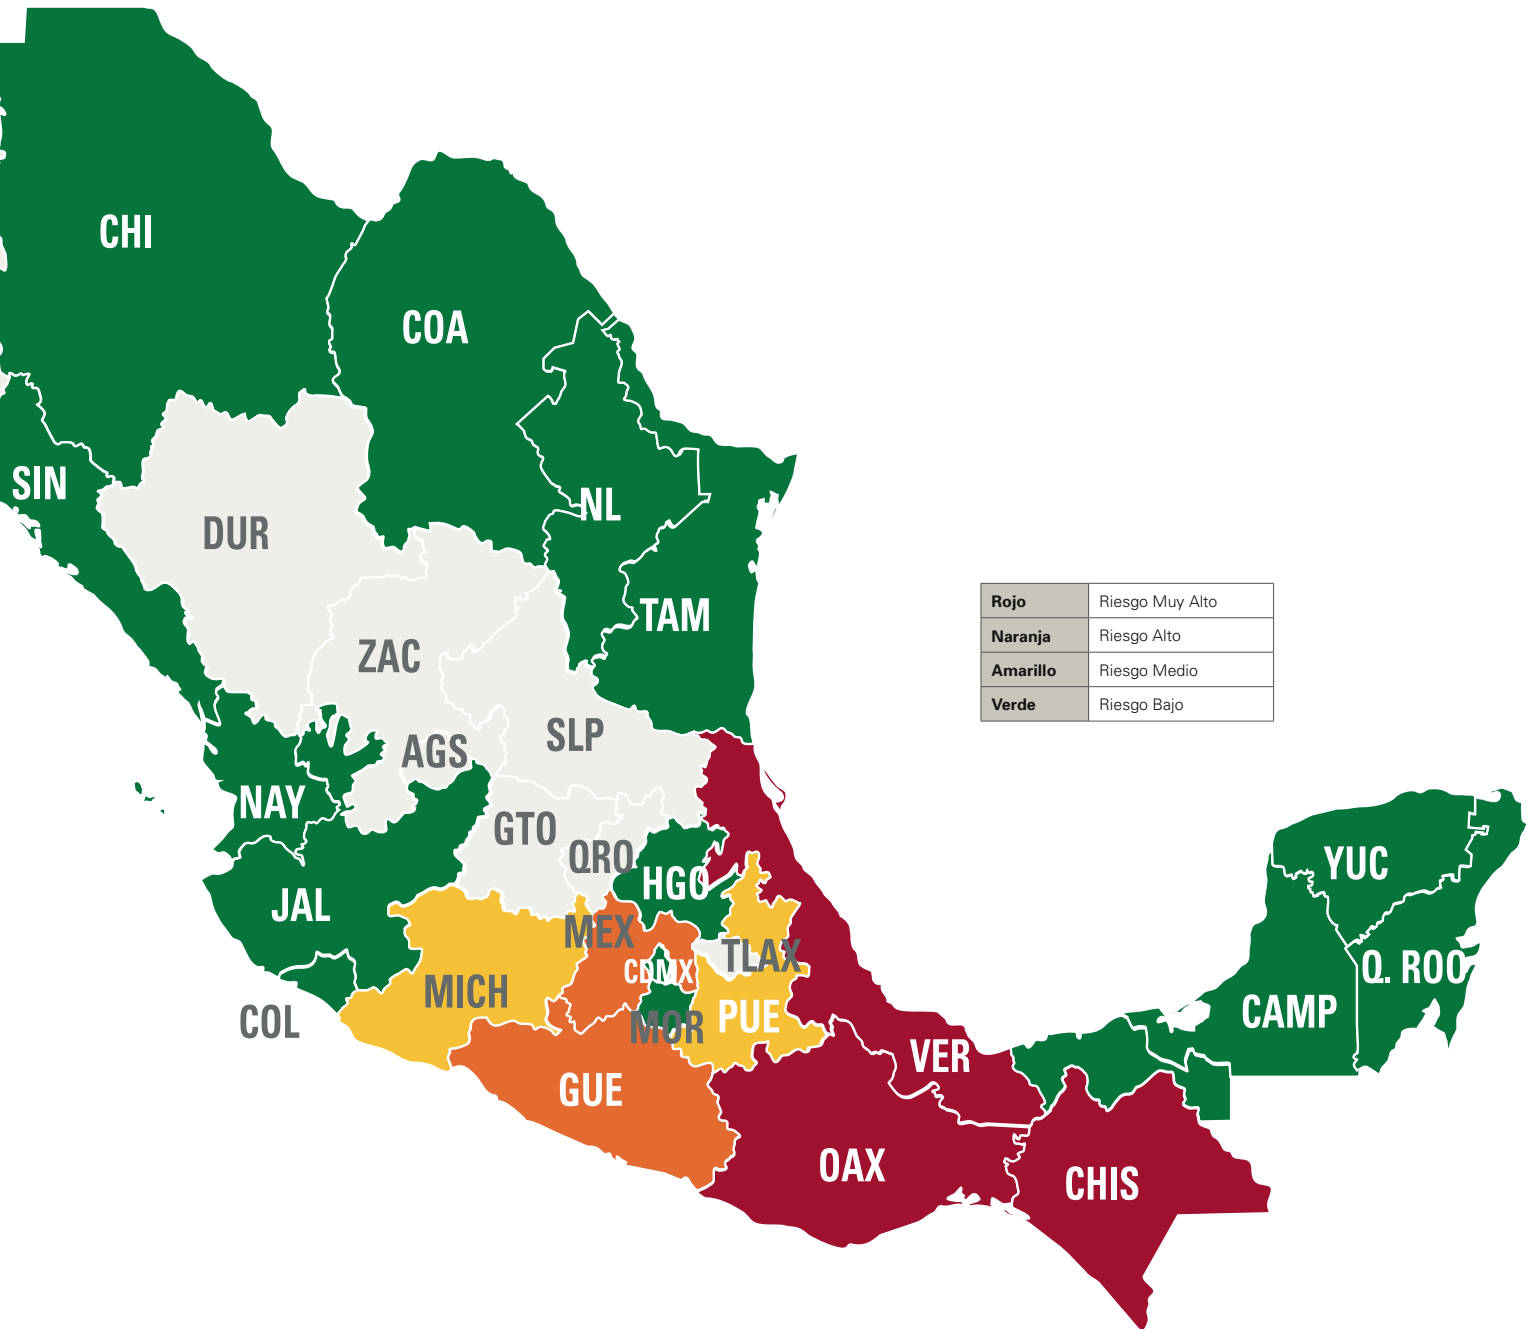 CHI
COA
SIN
NL
DUR
TAM
Rojo Riesgo Muy Alto
Naranja Riesgo Alto
Amarillo Riesgo Medio
Verde Riesgo Bajo
ZAC
SLP
AGS
NAY
GTO
QRO
HGO
YUC
JAL
MEX
TLAX
CDMX
Q. ROO
MICH
CAMP
PUE
COL
MOR
VER
GUE
OAX
CHIS